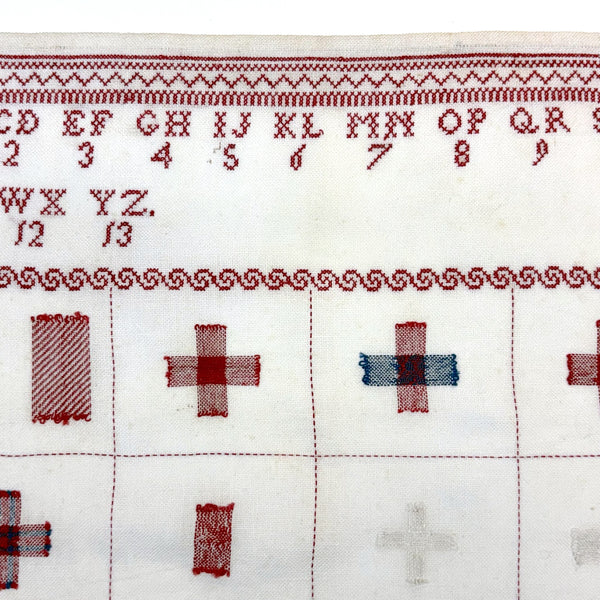 CD EF GH IJ KL MN OP QR
2 3 4 5 6 7 8 9
WX YZ.
12 13